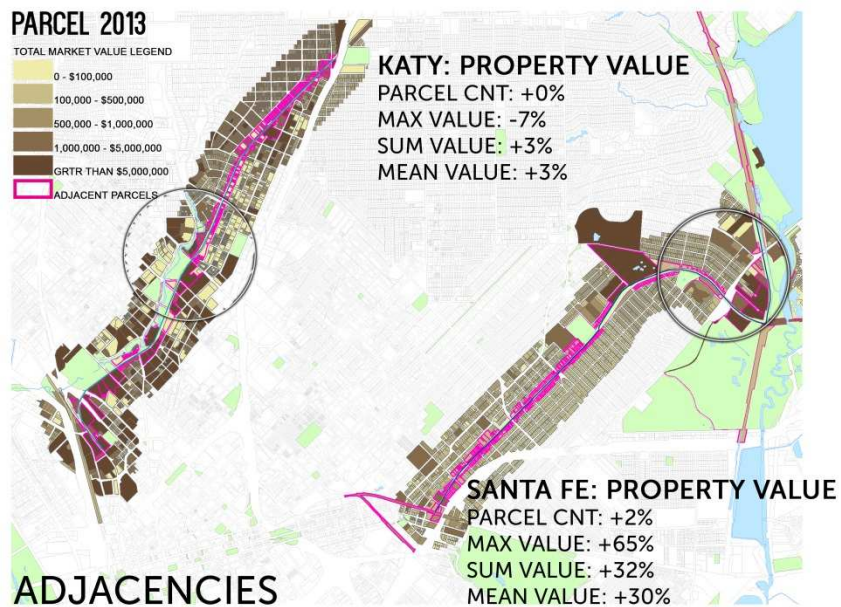 PARCEL 2013
TOTAL MARKET VALUE LEGEND
0 - $100,000
100,000 - $500,000
500,000 - $1,000,000
1,000,000 - $5,000,000
GRTR THAN $5,000,000
ADJACENT PARCELS
KATY: PROPERTY VALUE
PARCEL CNT: +0%
MAX VALUE: -7%
SUM VALUE: +3%
MEAN VALUE: +3%
SANTA FE: PROPERTY VALUE
PARCEL CNT: +2%
MAX VALUE: +65%
SUM VALUE: +32%
MEAN VALUE: +30%
ADJACENCIES